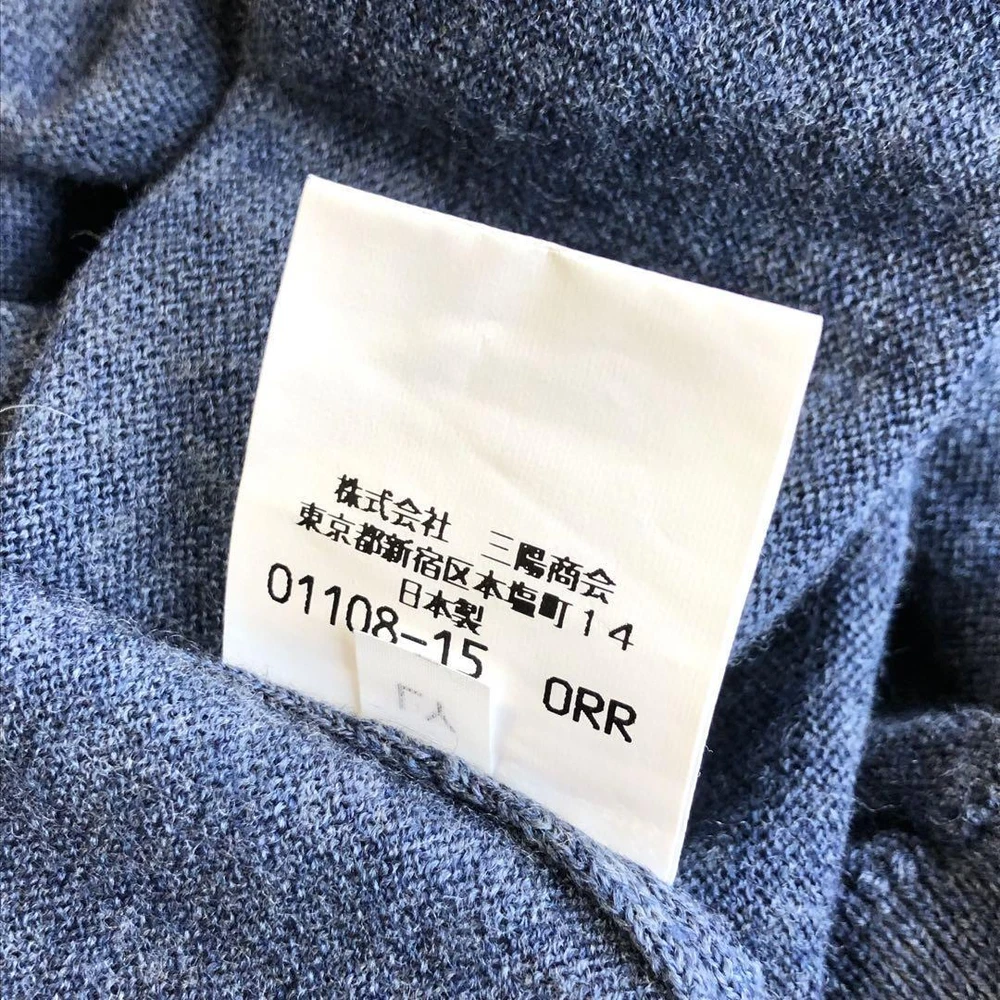 株式会社　三陽商会
東京都新宿区本塩町14
日本製
01108-15 ORR